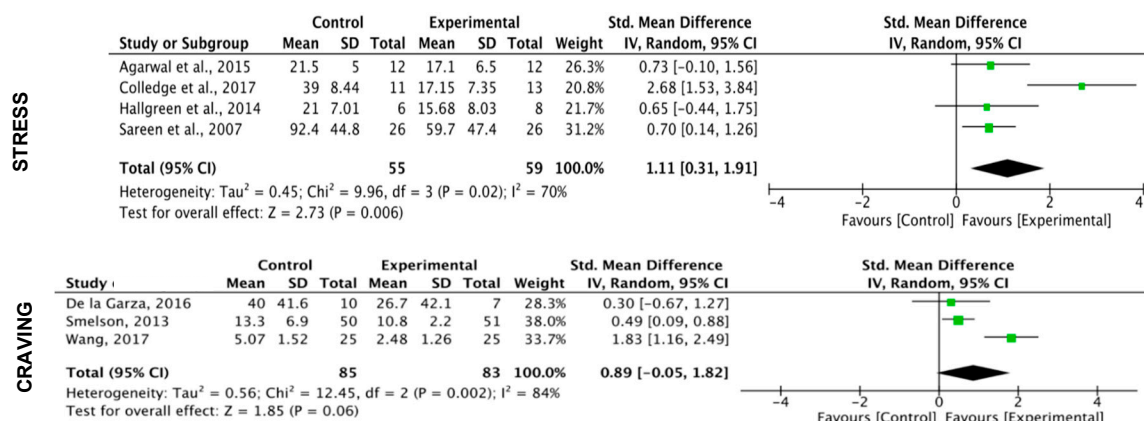 STRESS
Control Experimental Std. Mean Difference Std. Mean Difference
Study or Subgroup Mean SD Total Mean SD Total Weight IV, Random, 95% CI IV, Random, 95% CI
Agarwal et al., 2015 21.5 5 12 17.1 6.5 12 26.3% 0.73 [-0.10, 1.56]
Colledge et al., 2017 39 8.44 11 17.15 7.35 13 20.8% 2.68 [1.53, 3.84]
Hallgreen et al., 2014 21 7.01 6 15.68 8.03 8 21.7% 0.65 [-0.44, 1.75]
Sareen et al., 2007 92.4 44.8 26 59.7 47.4 26 31.2% 0.70 [0.14, 1.26]
Total (95% CI) 55 59 100.0% 1.11 [0.31, 1.91]
Heterogeneity: Tau² = 0.45; Chi² = 9.96, df = 3 (P = 0.02); I² = 70%
Test for overall effect: Z = 2.73 (P = 0.006)
-4 -2 0 2 4
Favours [Control] Favours [Experimental]
CRAVING
Control Experimental Std. Mean Difference Std. Mean Difference
Study Mean SD Total Mean SD Total Weight IV, Random, 95% CI IV, Random, 95% CI
De la Garza, 2016 40 41.6 10 26.7 42.1 7 28.3% 0.30 [-0.67, 1.27]
Smelson, 2013 13.3 6.9 50 10.8 2.2 51 38.0% 0.49 [0.09, 0.88]
Wang, 2017 5.07 1.52 25 2.48 1.26 25 33.7% 1.83 [1.16, 2.49]
Total (95% CI) 85 83 100.0% 0.89 [-0.05, 1.82]
Heterogeneity: Tau² = 0.56; Chi² = 12.45, df = 2 (P = 0.002); I² = 84%
Test for overall effect: Z = 1.85 (P = 0.06)
-4 -2 0 2 4
Favours [Control] Favours [Experimental]